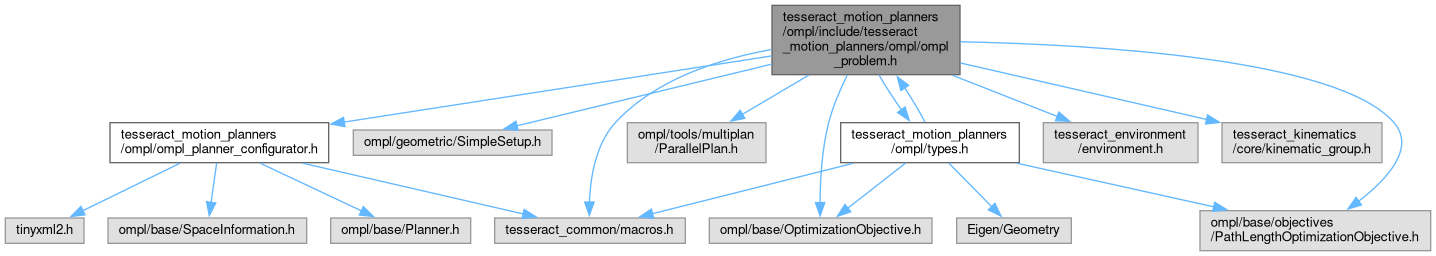 tesseract_motion_planners
/ompl/include/tesseract
_motion_planners/ompl/ompl
_problem.h
tesseract_motion_planners
/ompl/ompl_planner_configurator.h
ompl/geometric/SimpleSetup.h
ompl/tools/multiplan
/ParallelPlan.h
tesseract_motion_planners
/ompl/types.h
tesseract_environment
/environment.h
tesseract_kinematics
/core/kinematic_group.h
tinyxml2.h
ompl/base/SpaceInformation.h
ompl/base/Planner.h
tesseract_common/macros.h
ompl/base/OptimizationObjective.h
Eigen/Geometry
ompl/base/objectives
/PathLengthOptimizationObjective.h